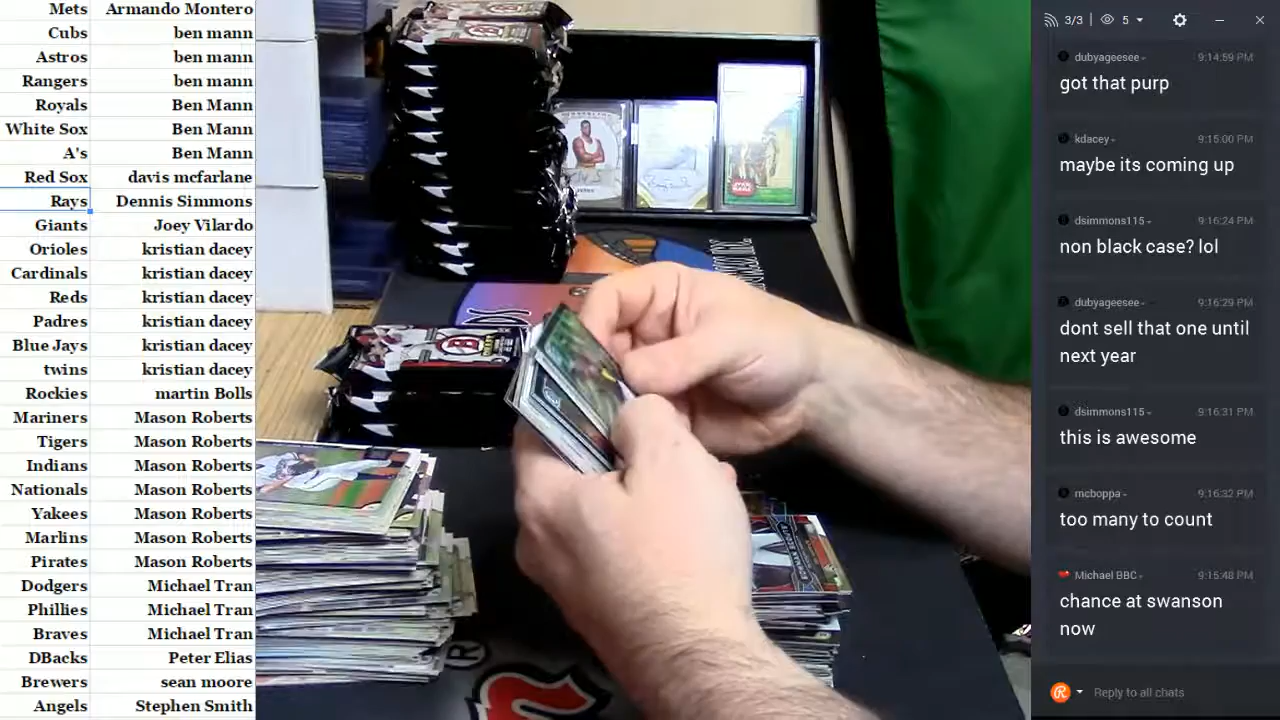 Mets Armando Montero
Cubs ben mann
Astros ben mann
Rangers ben mann
Royals Ben Mann
White Sox Ben Mann
A's Ben Mann
Red Sox davis mcfarlane
Rays Dennis Simmons
Giants Joey Vilardo
Orioles kristian dacey
Cardinals kristian dacey
Reds kristian dacey
Padres kristian dacey
Blue Jays kristian dacey
twins kristian dacey
Rockies martin Bolls
Mariners Mason Roberts
Tigers Mason Roberts
Indians Mason Roberts
Nationals Mason Roberts
Yakees Mason Roberts
Marlins Mason Roberts
Pirates Mason Roberts
Dodgers Michael Tran
Phillies Michael Tran
Braves Michael Tran
DBacks Peter Elias
Brewers sean moore
Angels Stephen Smith
STAR WARS
3/3 5
dubyageesee 9:14:59 PM
got that purp
kdacey 9:15:00 PM
maybe its coming up
dsimmons115 9:16:24 PM
non black case? lol
dubyageesee 9:16:29 PM
dont sell that one until
next year
dsimmons115 9:16:31 PM
this is awesome
mcboppa 9:16:32 PM
too many to count
Michael BBC 9:15:48 PM
chance at swanson
now
Reply to all chats